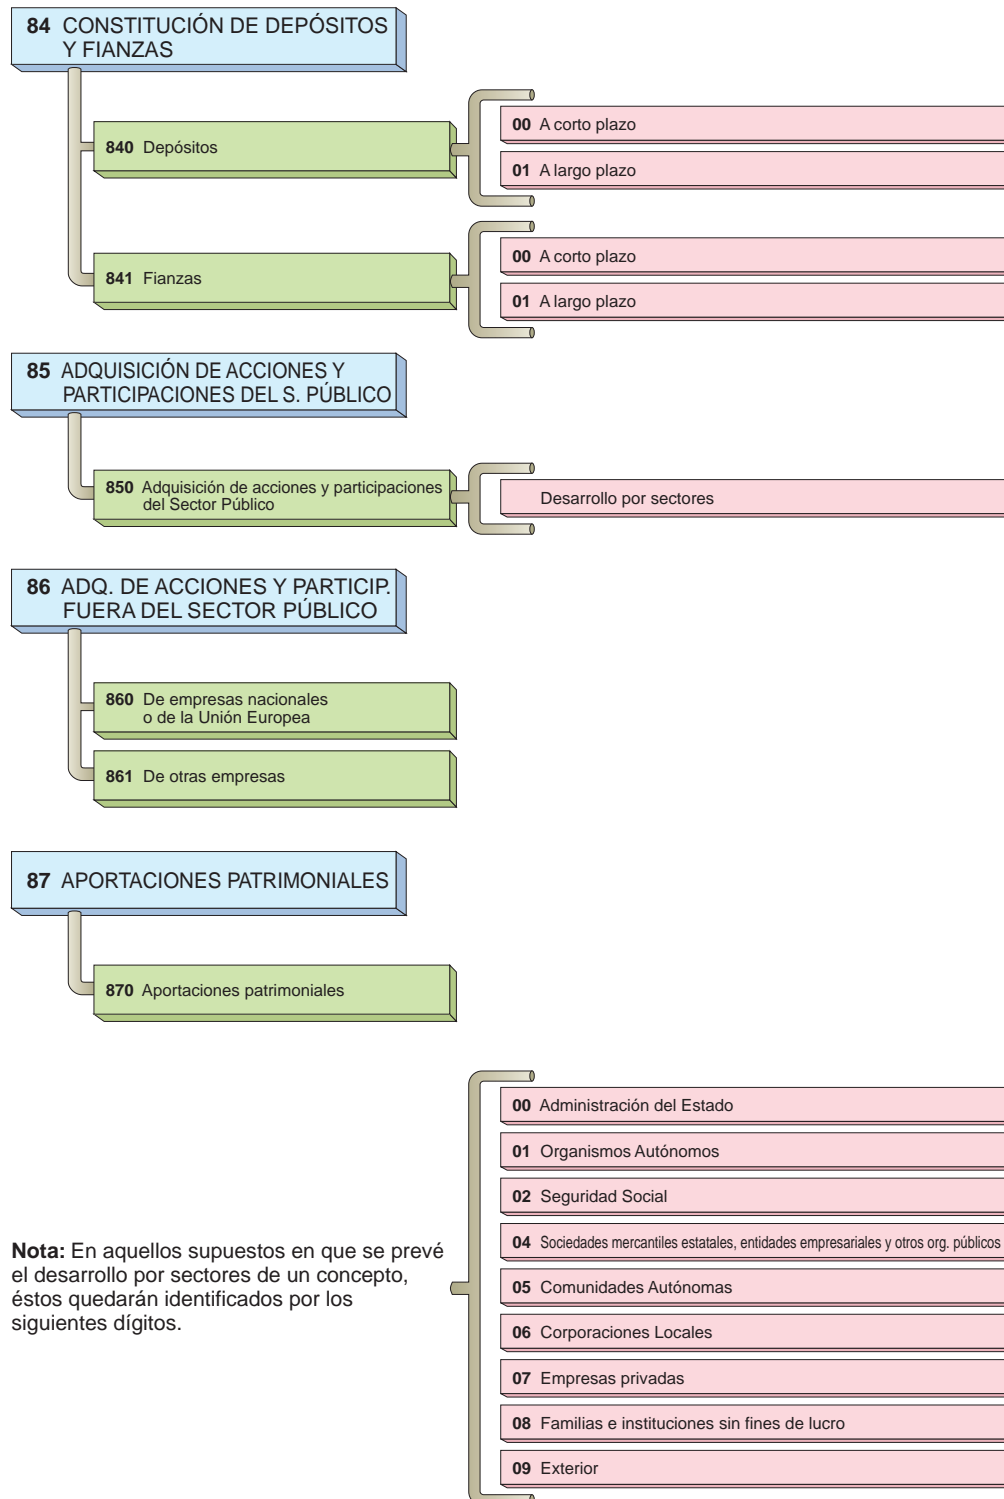 84 CONSTITUCIÓN DE DEPÓSITOS
Y FIANZAS
840 Depósitos
00 A corto plazo
01 A largo plazo
841 Fianzas
00 A corto plazo
01 A largo plazo
85 ADQUISICIÓN DE ACCIONES Y
PARTICIPACIONES DEL S. PÚBLICO
850 Adquisición de acciones y participaciones
del Sector Público
Desarrollo por sectores
86 ADQ. DE ACCIONES Y PARTICIP.
FUERA DEL SECTOR PÚBLICO
860 De empresas nacionales
o de la Unión Europea
861 De otras empresas
87 APORTACIONES PATRIMONIALES
870 Aportaciones patrimoniales
Nota: En aquellos supuestos en que se prevé
el desarrollo por sectores de un concepto,
éstos quedarán identificados por los
siguientes dígitos.
00 Administración del Estado
01 Organismos Autónomos
02 Seguridad Social
04 Sociedades mercantiles estatales, entidades empresariales y otros org. públicos
05 Comunidades Autónomas
06 Corporaciones Locales
07 Empresas privadas
08 Familias e instituciones sin fines de lucro
09 Exterior